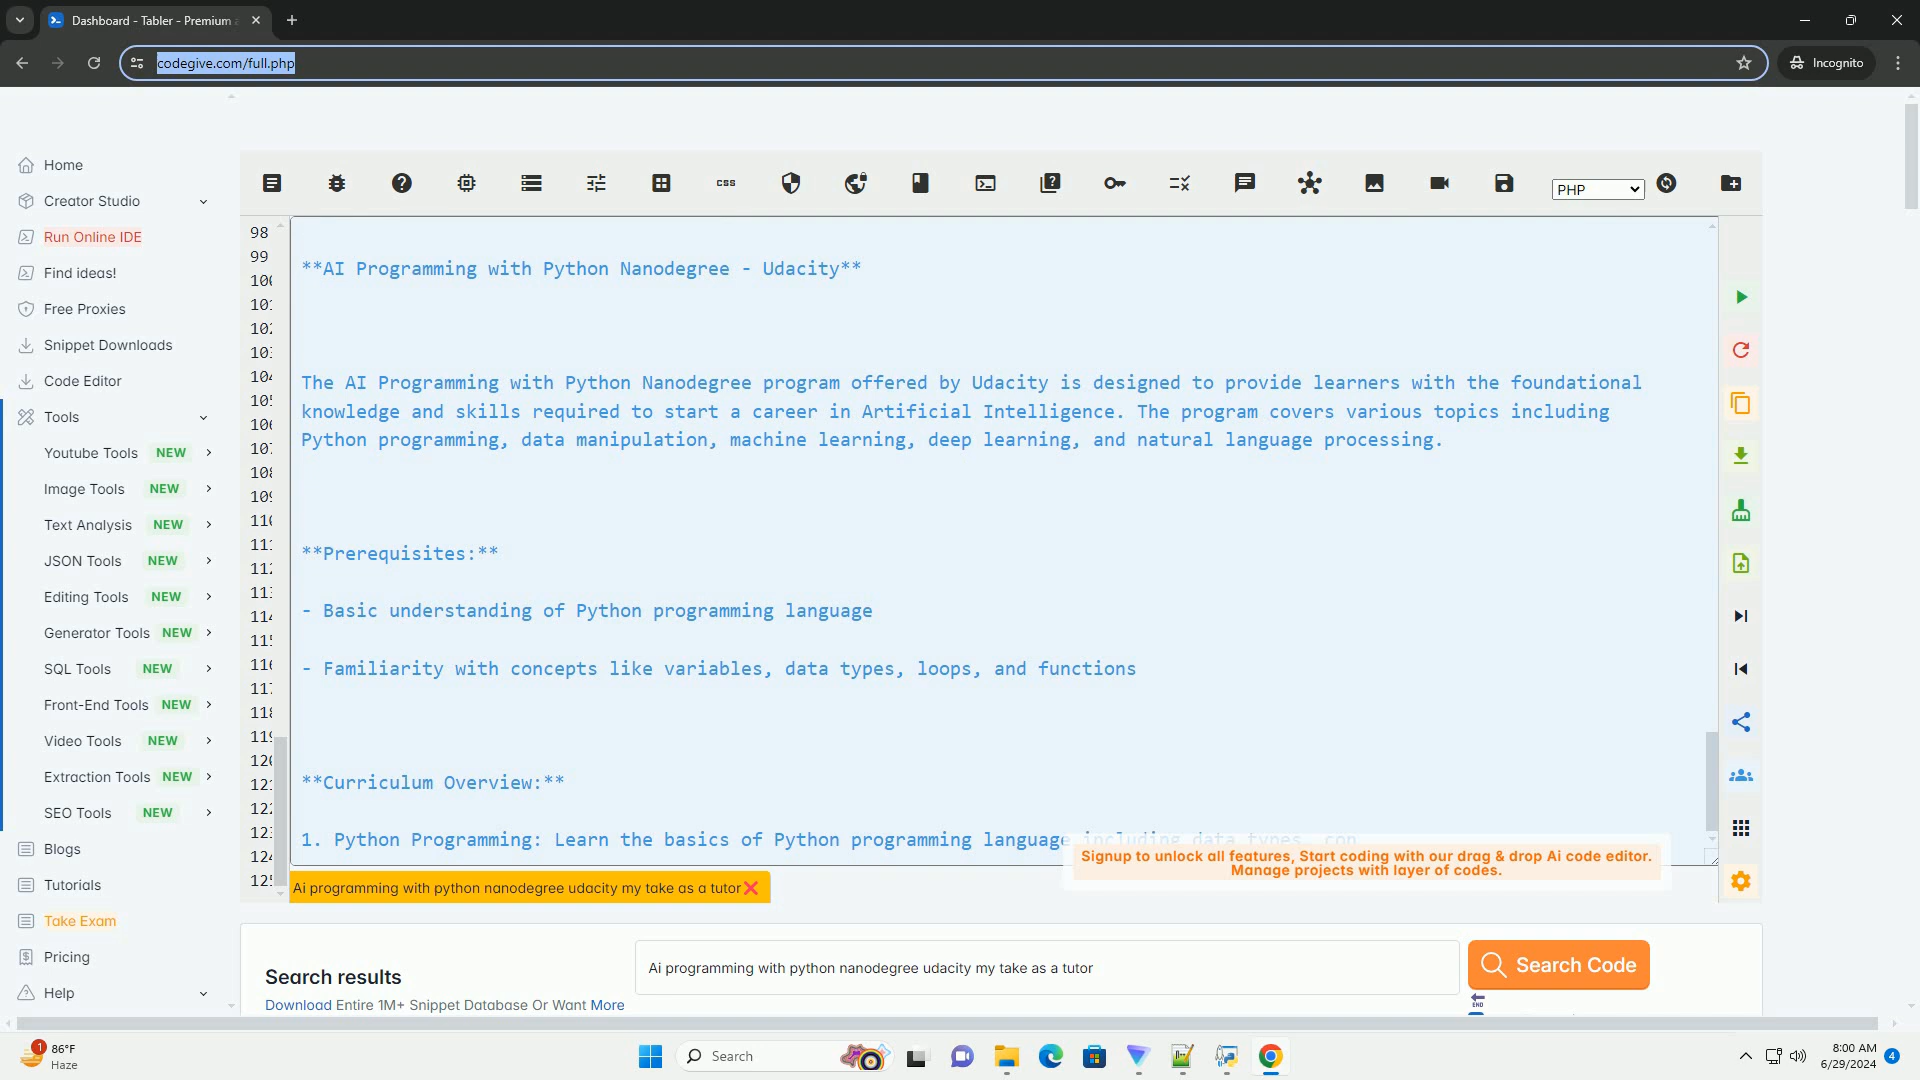 Dashboard - Tabler - Premium
codegive.com/full.php
Incognito
Home
Creator Studio
Run Online IDE
Find ideas!
Free Proxies
Snippet Downloads
Code Editor
Tools
Youtube Tools NEW
Image Tools NEW
Text Analysis NEW
JSON Tools NEW
Editing Tools NEW
Generator Tools NEW
SQL Tools NEW
Front-End Tools NEW
Video Tools NEW
Extraction Tools NEW
SEO Tools NEW
Blogs
Tutorials
Take Exam
Pricing
Help
css
PHP
98
99
**AI Programming with Python Nanodegree - Udacity**
The AI Programming with Python Nanodegree program offered by Udacity is designed to provide learners with the foundational
knowledge and skills required to start a career in Artificial Intelligence. The program covers various topics including
Python programming, data manipulation, machine learning, deep learning, and natural language processing.
**Prerequisites:**
- Basic understanding of Python programming language
- Familiarity with concepts like variables, data types, loops, and functions
**Curriculum Overview:**
1. Python Programming: Learn the basics of Python programming language including data types, con
Signup to unlock all features, Start coding with our drag & drop Ai code editor.
Manage projects with layer of codes.
Ai programming with python nanodegree udacity my take as a tutor
Search results
Download Entire 1M+ Snippet Database Or Want More
Ai programming with python nanodegree udacity my take as a tutor
Search Code
END
1
86°F
Haze
Search
8:00 AM
6/29/2024
4